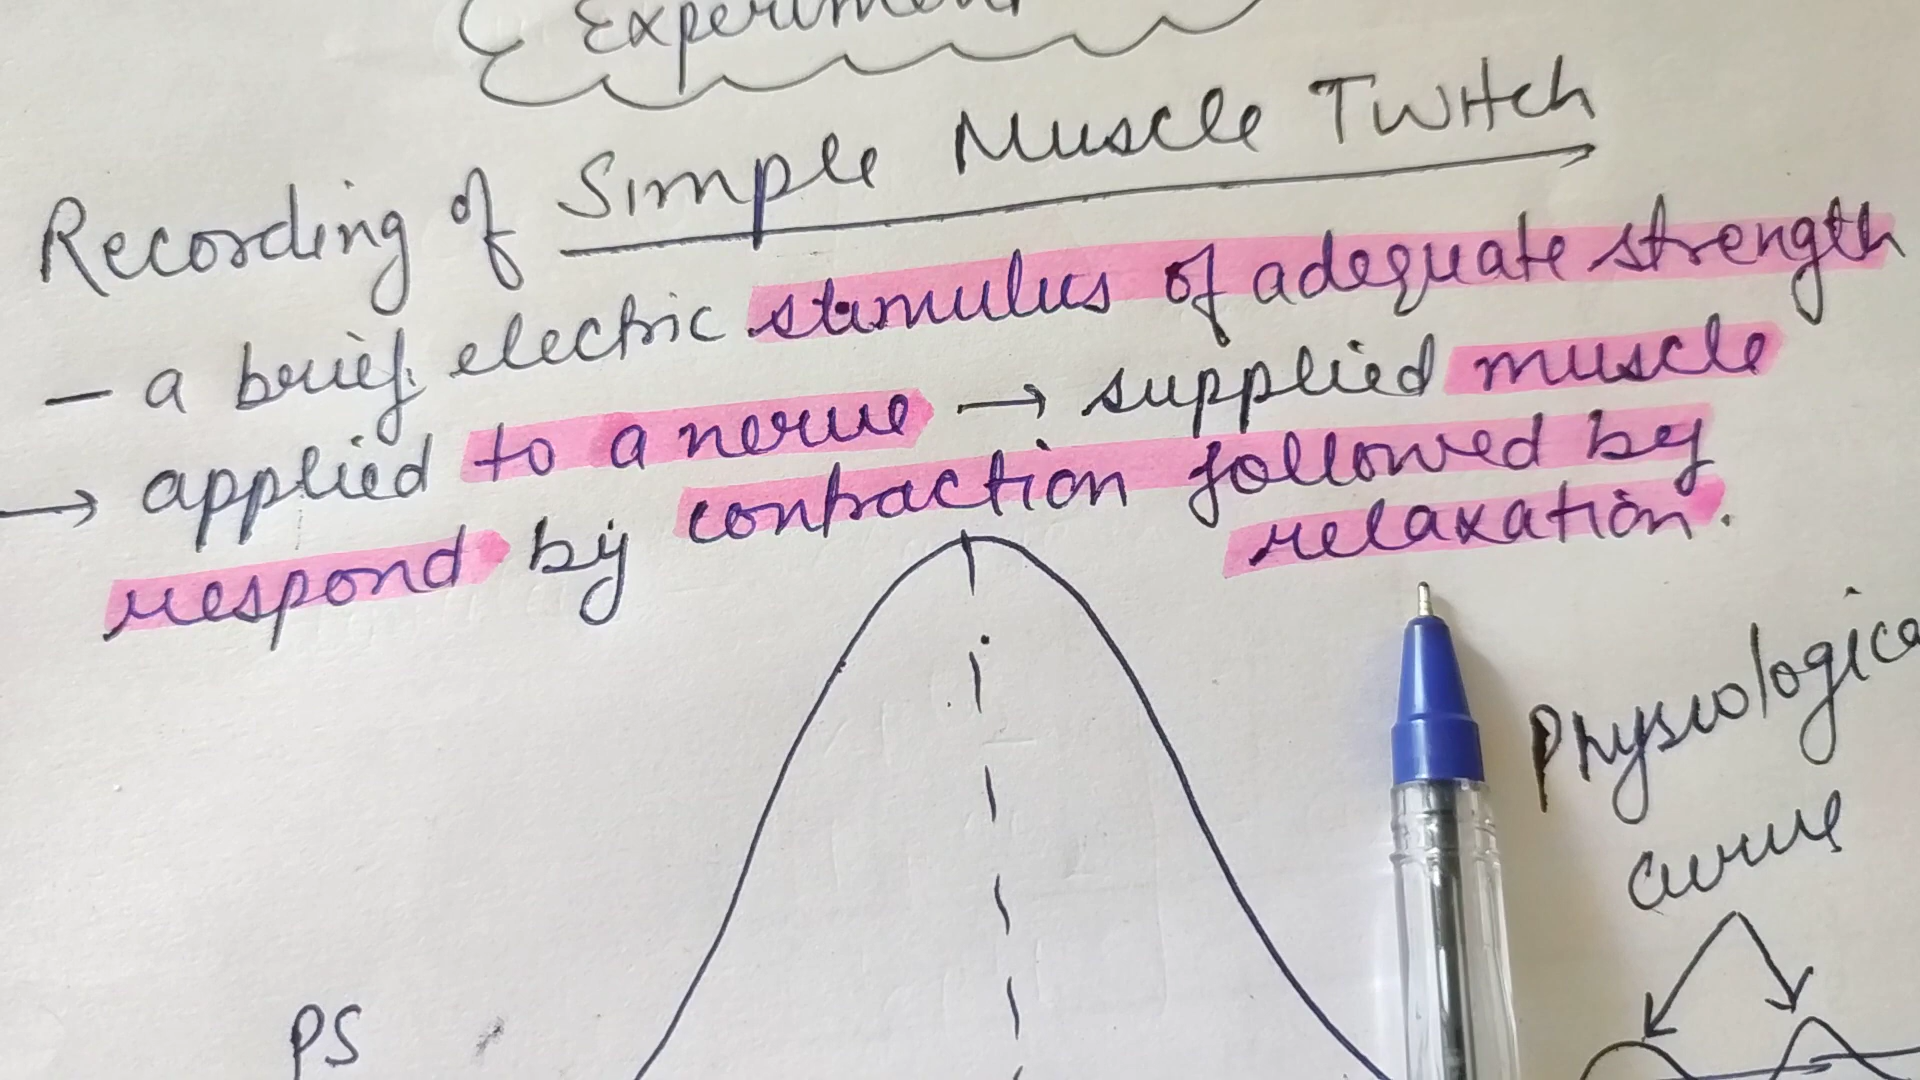 Experiment
Recording of Simple Muscle Twitch
- a brief electric stimulus of adequate strength
→ applied to a nerve → supplied muscle
respond by contraction followed by
relaxation.
Physiologica
curve
PS